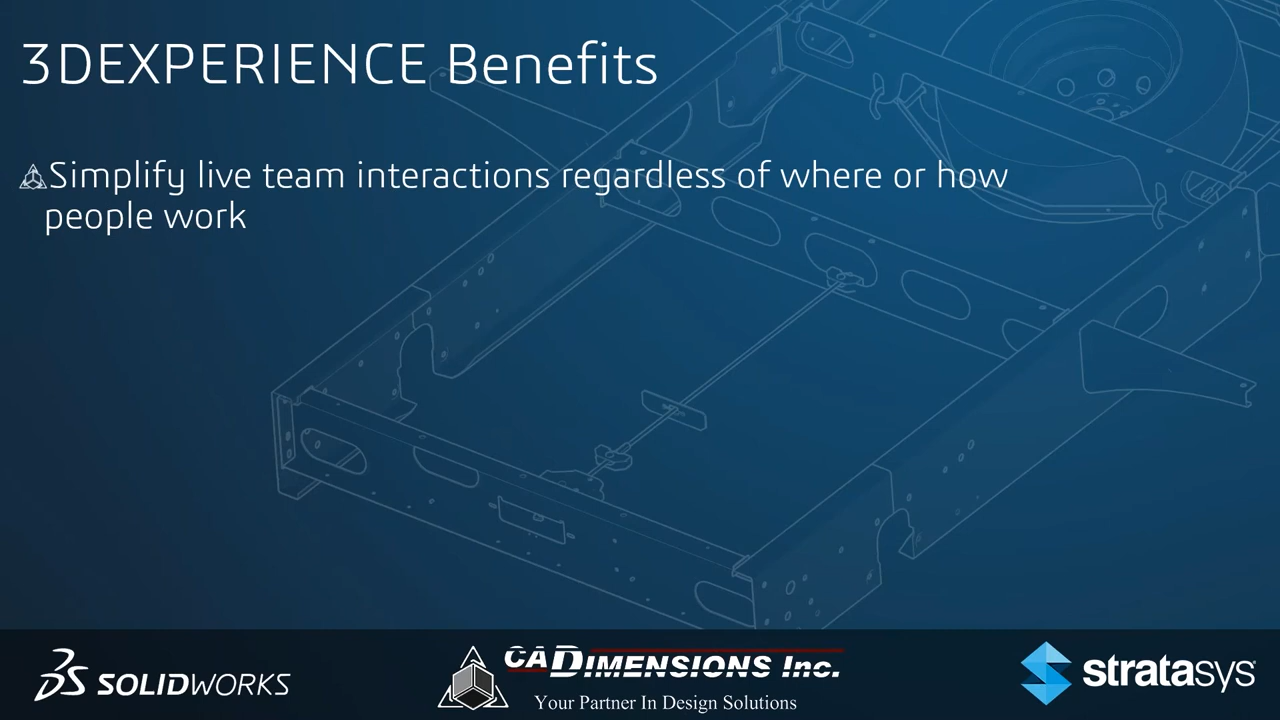 3DEXPERIENCE Benefits
Simplify live team interactions regardless of where or how
people work
SOLIDWORKS
CADIMENSIONS INC.
Your Partner In Design Solutions
stratasys